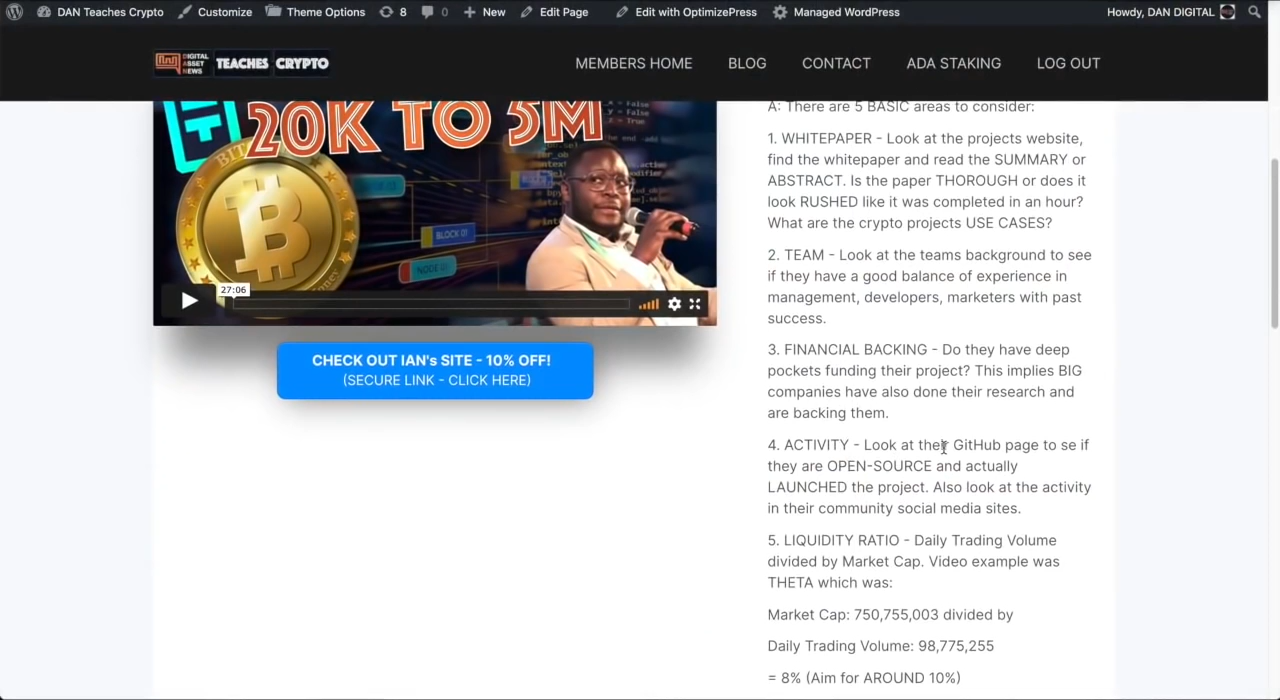 DAN Teaches Crypto Customize Theme Options 8 0 New Edit Page Edit with OptimizePress Managed WordPress Howdy, DAN DIGITAL
DIGITAL ASSET NEWS TEACHES CRYPTO
MEMBERS HOME BLOG CONTACT ADA STAKING LOG OUT
20K TO 3M
BIT
BLOCK 01
NODE 01
27:06
CHECK OUT IAN's SITE - 10% OFF!
(SECURE LINK - CLICK HERE)
A: There are 5 BASIC areas to consider:
1. WHITEPAPER - Look at the projects website,
find the whitepaper and read the SUMMARY or
ABSTRACT. Is the paper THOROUGH or does it
look RUSHED like it was completed in an hour?
What are the crypto projects USE CASES?
2. TEAM - Look at the teams background to see
if they have a good balance of experience in
management, developers, marketers with past
success.
3. FINANCIAL BACKING - Do they have deep
pockets funding their project? This implies BIG
companies have also done their research and
are backing them.
4. ACTIVITY - Look at their GitHub page to se if
they are OPEN-SOURCE and actually
LAUNCHED the project. Also look at the activity
in their community social media sites.
5. LIQUIDITY RATIO - Daily Trading Volume
divided by Market Cap. Video example was
THETA which was:
Market Cap: 750,755,003 divided by
Daily Trading Volume: 98,775,255
= 8% (Aim for AROUND 10%)